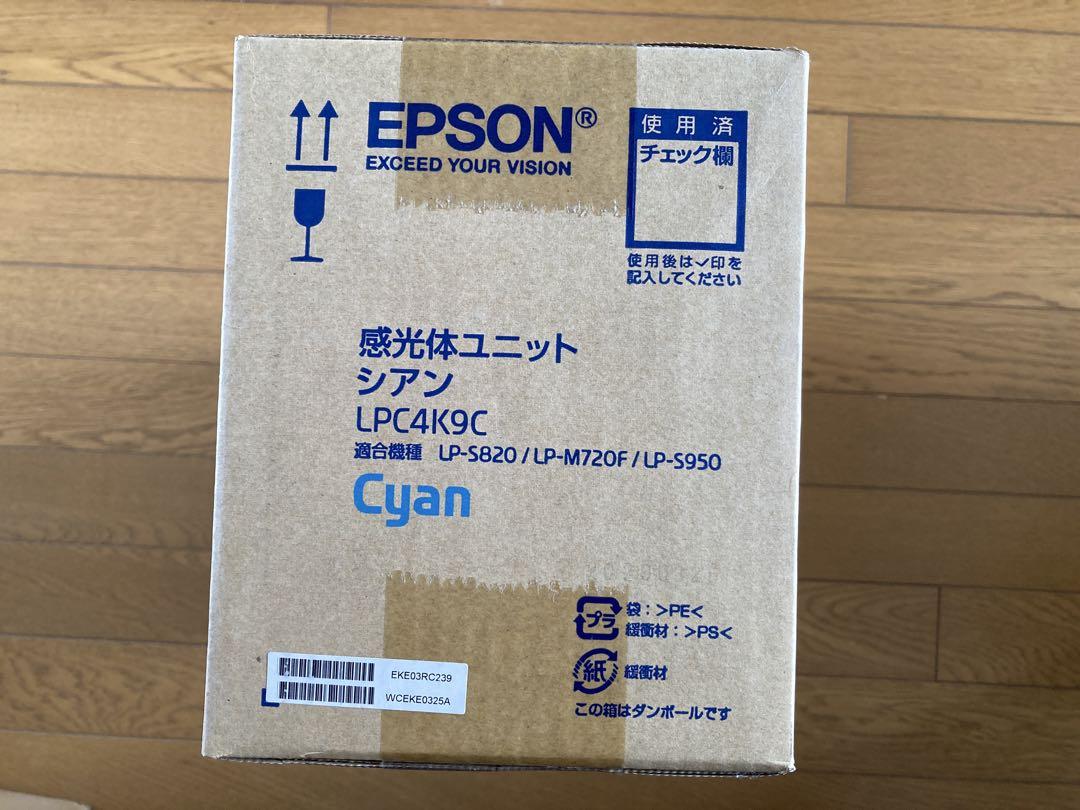 EPSON®
EXCEED YOUR VISION
使用済
チェック欄
使用後は✓印を
記入してください
感光体ユニット
シアン
LPC4K9C
適合機種 LP-S820 / LP-M720F / LP-S950
Cyan
プラ
袋：>PE<
緩衝材：>PS<
紙
緩衝材
この箱はダンボールです
EKE03RC239
WCEKE0325A